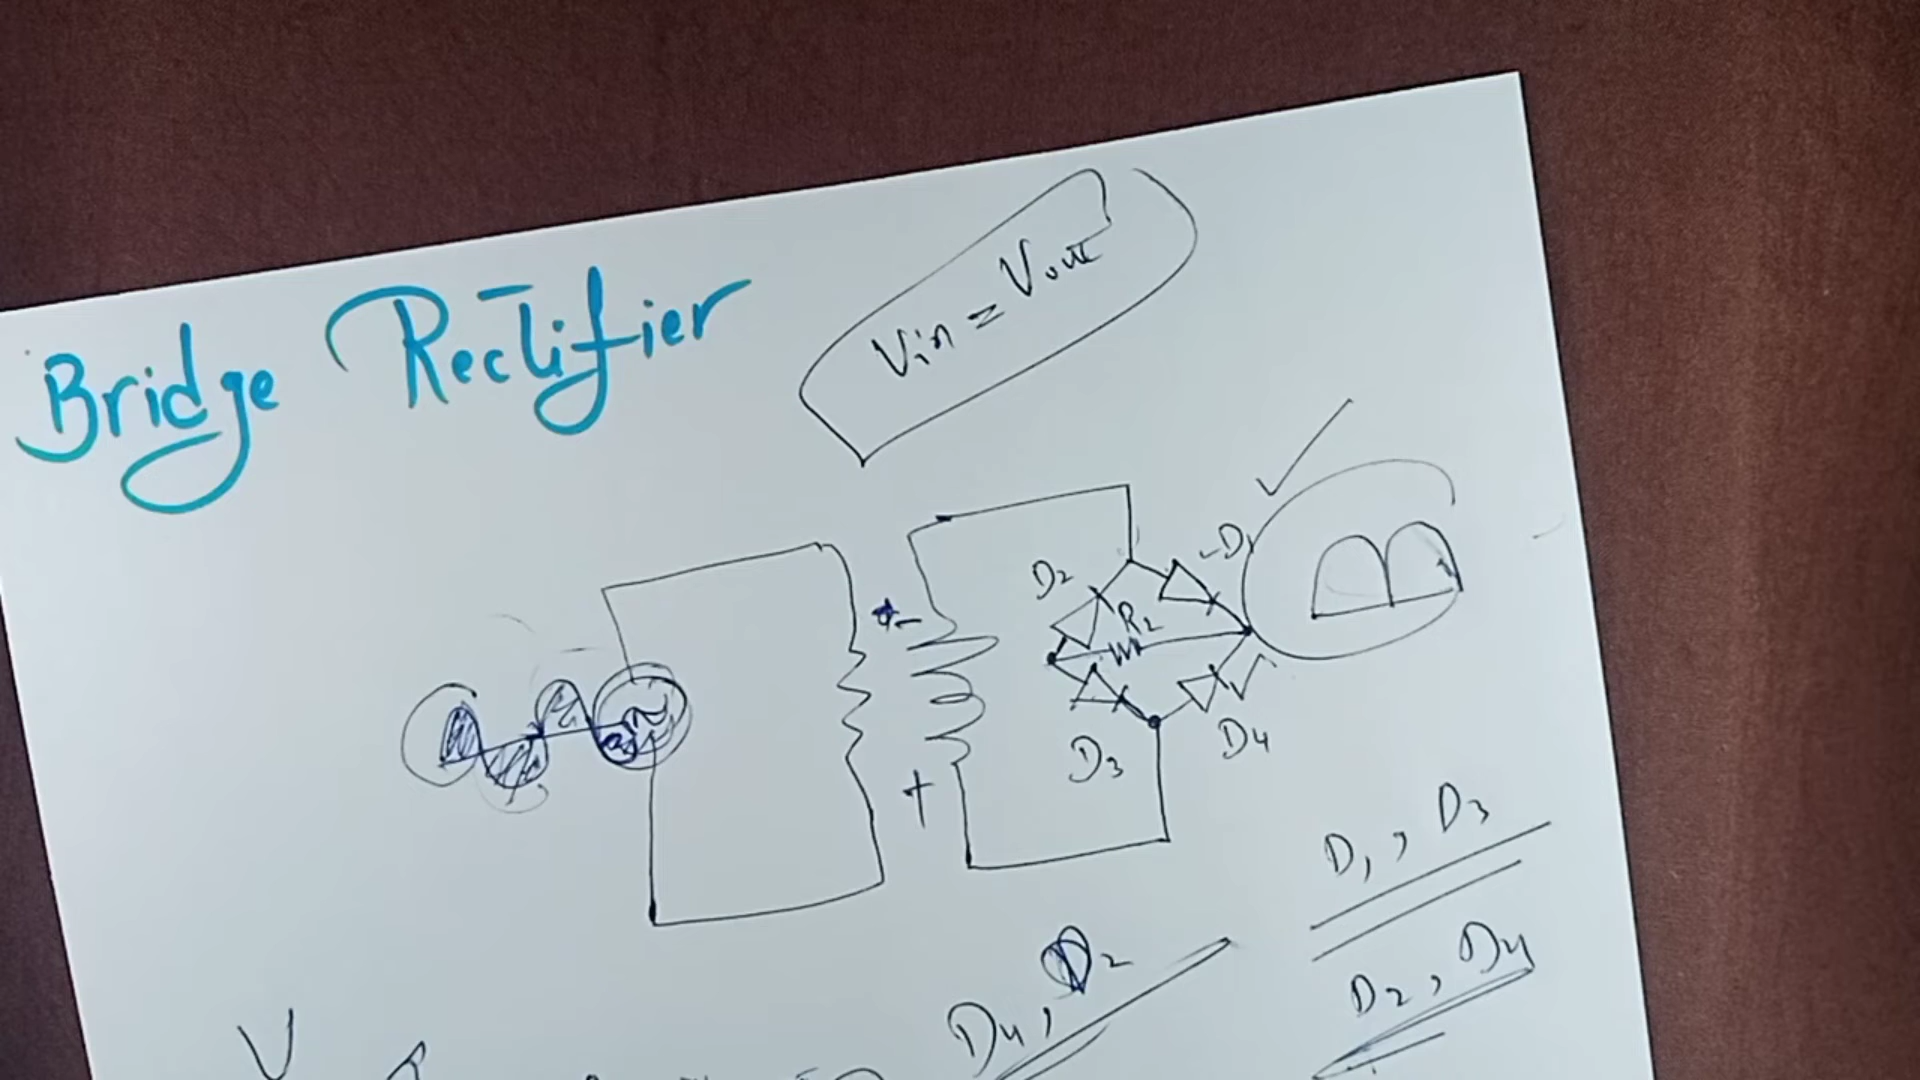 Bridge Rectifier
Vin = Vout
D2
-D1
R2
+
D3
D4
D1, D3
D4, D2
D2, D4
V